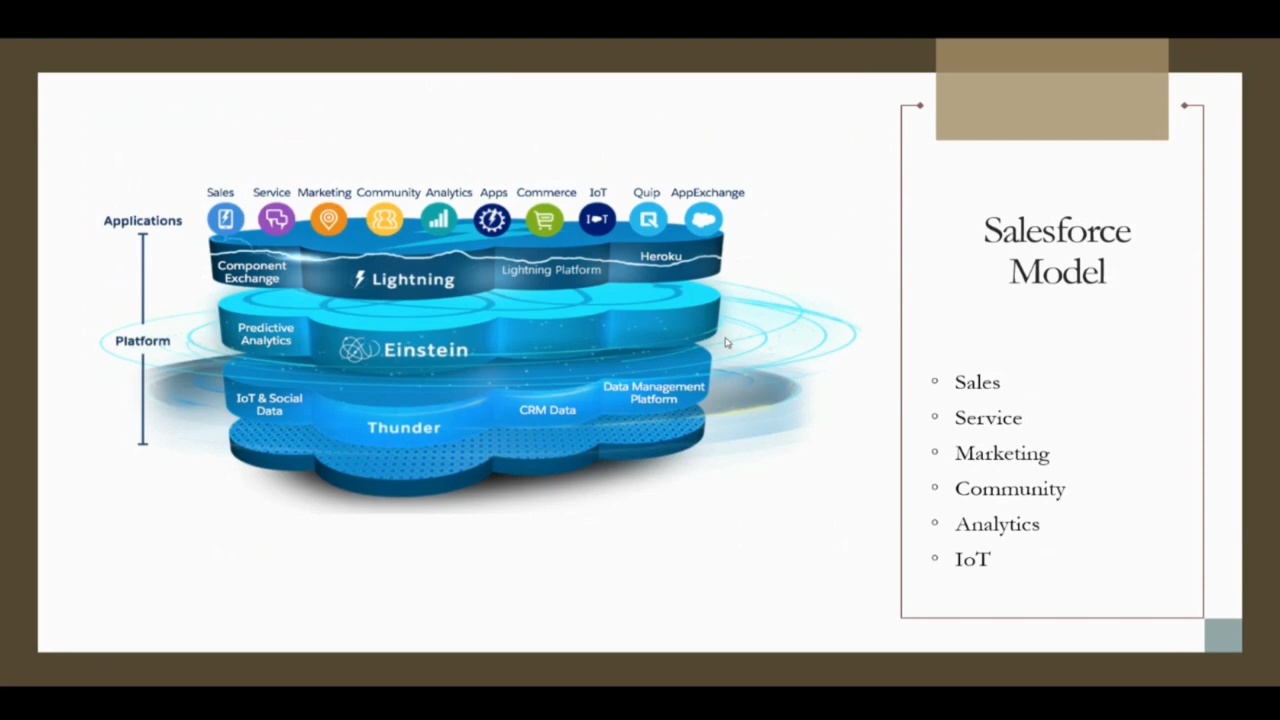 Sales Service Marketing Community Analytics Apps Commerce IoT Quip AppExchange
Applications
IoT
Component
Exchange
Lightning
Lightning Platform
Heroku
Platform
Predictive
Analytics
Einstein
IoT & Social
Data
Thunder
CRM Data
Data Management
Platform
Salesforce
Model
Sales
Service
Marketing
Community
Analytics
IoT